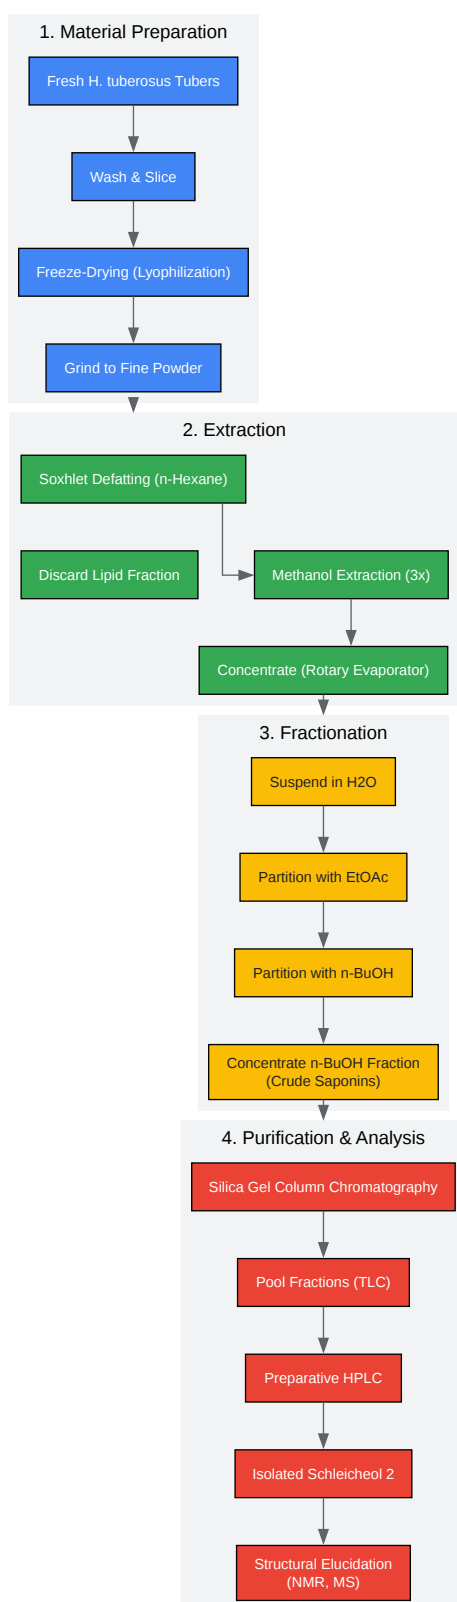 1. Material Preparation
Fresh H. tuberosus Tubers
Wash & Slice
Freeze-Drying (Lyophilization)
Grind to Fine Powder
2. Extraction
Soxhlet Defatting (n-Hexane)
Discard Lipid Fraction
Methanol Extraction (3x)
Concentrate (Rotary Evaporator)
3. Fractionation
Suspend in H2O
Partition with EtOAc
Partition with n-BuOH
Concentrate n-BuOH Fraction
(Crude Saponins)
4. Purification & Analysis
Silica Gel Column Chromatography
Pool Fractions (TLC)
Preparative HPLC
Isolated Schleicheol 2
Structural Elucidation
(NMR, MS)